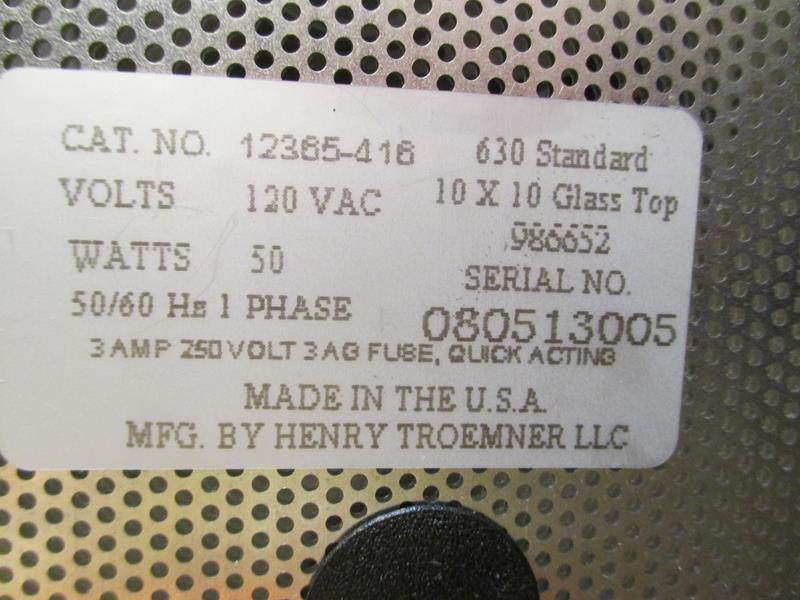 CAT. NO. 12365-418 630 Standard
VOLTS 120 VAC 10 X 10 Glass Top
WATTS 50 986652
50/60 Hz 1 PHASE SERIAL NO.
3 AMP 250 VOLT 3AG FUSE, QUICK ACTING
080513005
MADE IN THE U.S.A.
MFG. BY HENRY TROEMNER LLC